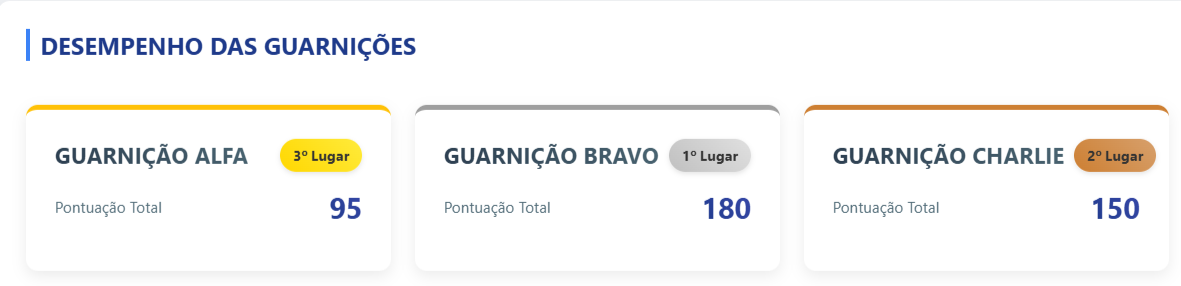 DESEMPENHO DAS GUARNIÇÕES
GUARNIÇÃO ALFA 3º Lugar
Pontuação Total 95
GUARNIÇÃO BRAVO 1º Lugar
Pontuação Total 180
GUARNIÇÃO CHARLIE 2º Lugar
Pontuação Total 150